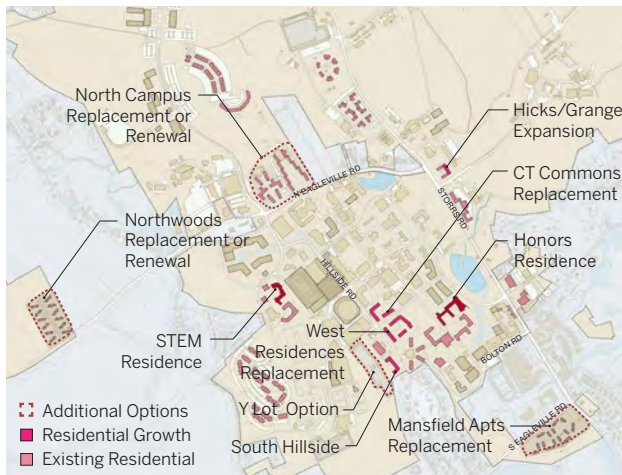 North Campus
Replacement or
Renewal
Hicks/Grange
Expansion
N EAGLEVILLE RD
CT Commons
Replacement
STORRS RD
Northwoods
Replacement or
Renewal
Honors
Residence
HILLSIDE RD
STEM
Residence
West
Residences
Replacement
BOLTON RD
Y Lot Option
South Hillside
Mansfield Apts
Replacement
S EAGLEVILLE RD
Additional Options
Residential Growth
Existing Residential